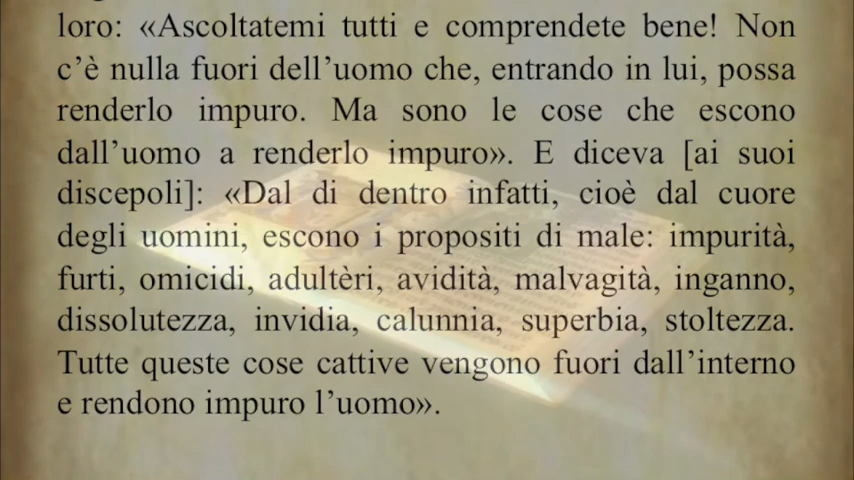 loro: «Ascoltatemi tutti e comprendete bene! Non
c’è nulla fuori dell’uomo che, entrando in lui, possa
renderlo impuro. Ma sono le cose che escono
dall’uomo a renderlo impuro». E diceva [ai suoi
discepoli]: «Dal di dentro infatti, cioè dal cuore
degli uomini, escono i propositi di male: impurità,
furti, omicidi, adultèri, avidità, malvagità, inganno,
dissolutezza, invidia, calunnia, superbia, stoltezza.
Tutte queste cose cattive vengono fuori dall’interno
e rendono impuro l’uomo».